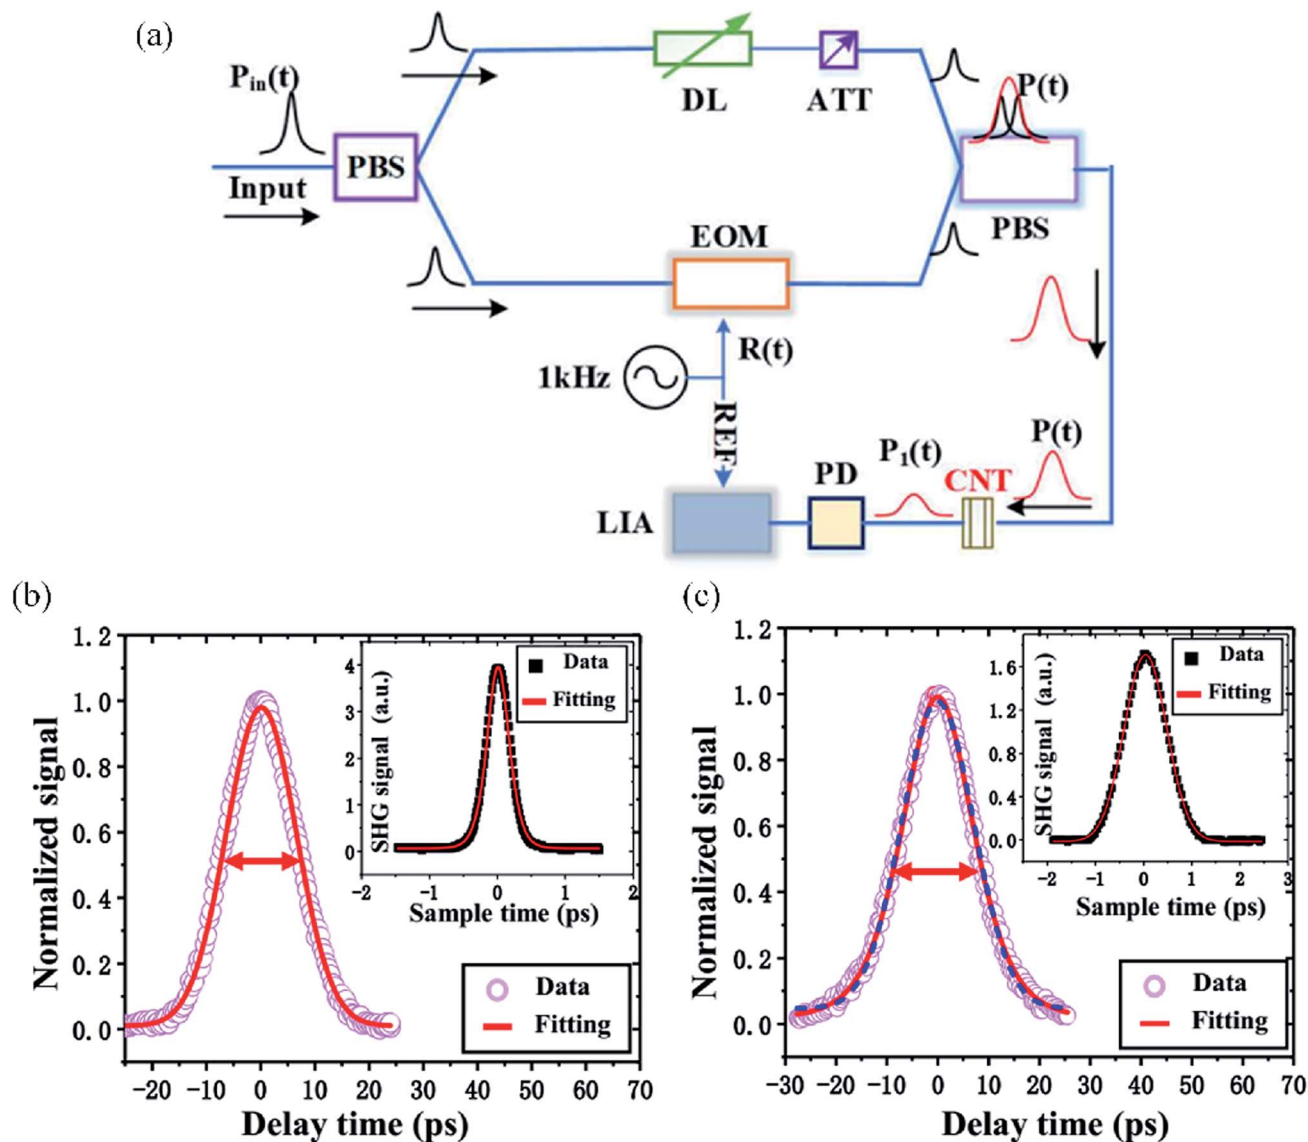 (a)
P_in(t)
PBS
Input
DL
ATT
P(t)
PBS
EOM
R(t)
1kHz
REF
LIA
PD
P₁(t)
CNT
P(t)
(b)
Normalized signal
1.2
1.0
0.8
0.6
0.4
0.2
0.0
-20 -10 0 10 20 30 40 50 60 70
Delay time (ps)
SHG signal (a.u.)
4
3
2
1
0
-2 -1 0 1 2
Sample time (ps)
Data
Fitting
Data
Fitting
(c)
Normalized signal
1.2
1.0
0.8
0.6
0.4
0.2
0.0
-30 -20 -10 0 10 20 30 40 50 60 70
Delay time (ps)
SHG signal (a.u.)
1.6
1.2
0.8
0.4
0.0
-2 -1 0 1 2 3
Sample time (ps)
Data
Fitting
Data
Fitting